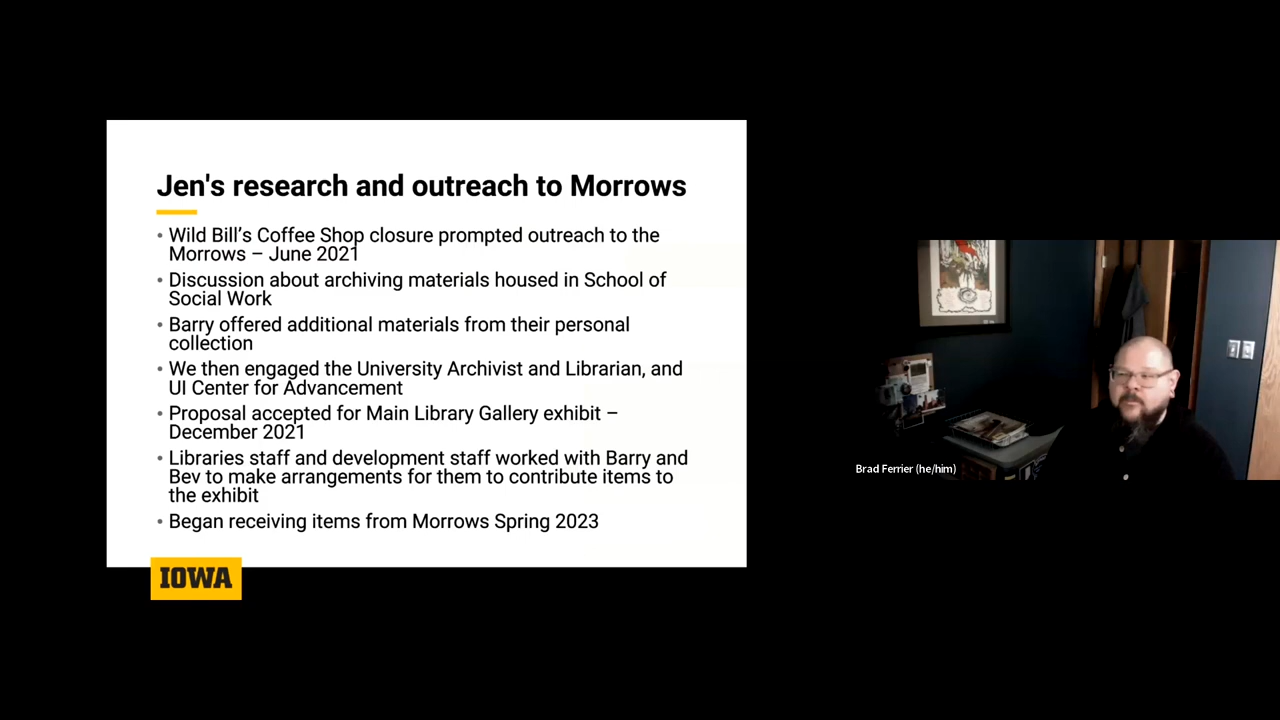 Jen's research and outreach to Morrows
• Wild Bill’s Coffee Shop closure prompted outreach to the
Morrows – June 2021
• Discussion about archiving materials housed in School of
Social Work
• Barry offered additional materials from their personal
collection
• We then engaged the University Archivist and Librarian, and
UI Center for Advancement
• Proposal accepted for Main Library Gallery exhibit –
December 2021
• Libraries staff and development staff worked with Barry and
Bev to make arrangements for them to contribute items to
the exhibit
• Began receiving items from Morrows Spring 2023
IOWA
Brad Ferrier (he/him)